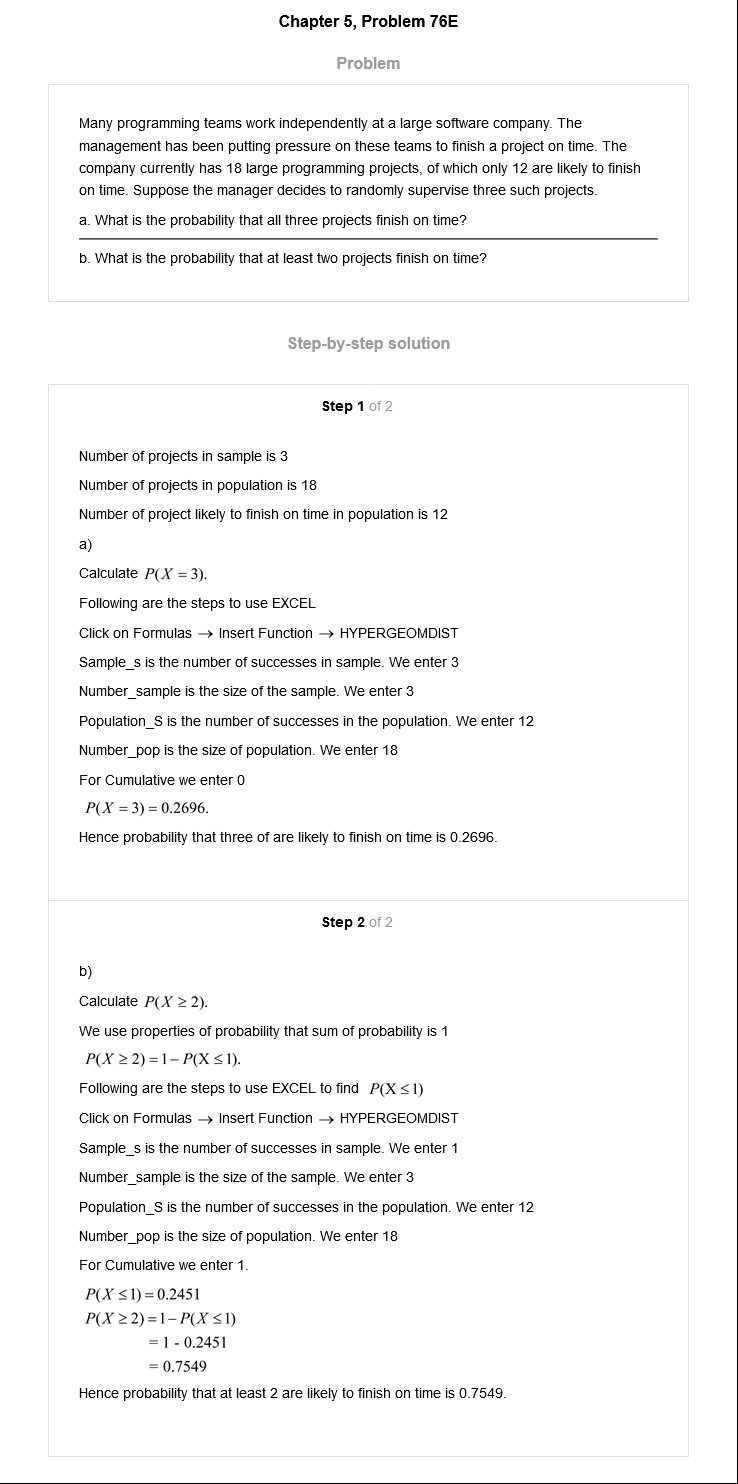 Chapter 5, Problem 76E
Problem
Many programming teams work independently at a large software company. The
management has been putting pressure on these teams to finish a project on time. The
company currently has 18 large programming projects, of which only 12 are likely to finish
on time. Suppose the manager decides to randomly supervise three such projects.
a. What is the probability that all three projects finish on time?
b. What is the probability that at least two projects finish on time?
Step-by-step solution
Step 1 of 2
Number of projects in sample is 3
Number of projects in population is 18
Number of project likely to finish on time in population is 12
a)
Calculate P(X = 3).
Following are the steps to use EXCEL
Click on Formulas → Insert Function → HYPERGEOMDIST
Sample_s is the number of successes in sample. We enter 3
Number_sample is the size of the sample. We enter 3
Population_S is the number of successes in the population. We enter 12
Number_pop is the size of population. We enter 18
For Cumulative we enter 0
P(X = 3) = 0.2696.
Hence probability that three of are likely to finish on time is 0.2696.
Step 2 of 2
b)
Calculate P(X ≥ 2).
We use properties of probability that sum of probability is 1
P(X ≥ 2) = 1 – P(X ≤ 1).
Following are the steps to use EXCEL to find P(X ≤ 1)
Click on Formulas → Insert Function → HYPERGEOMDIST
Sample_s is the number of successes in sample. We enter 1
Number_sample is the size of the sample. We enter 3
Population_S is the number of successes in the population. We enter 12
Number_pop is the size of population. We enter 18
For Cumulative we enter 1.
P(X ≤ 1) = 0.2451
P(X ≥ 2) = 1 – P(X ≤ 1)
= 1 - 0.2451
= 0.7549
Hence probability that at least 2 are likely to finish on time is 0.7549.